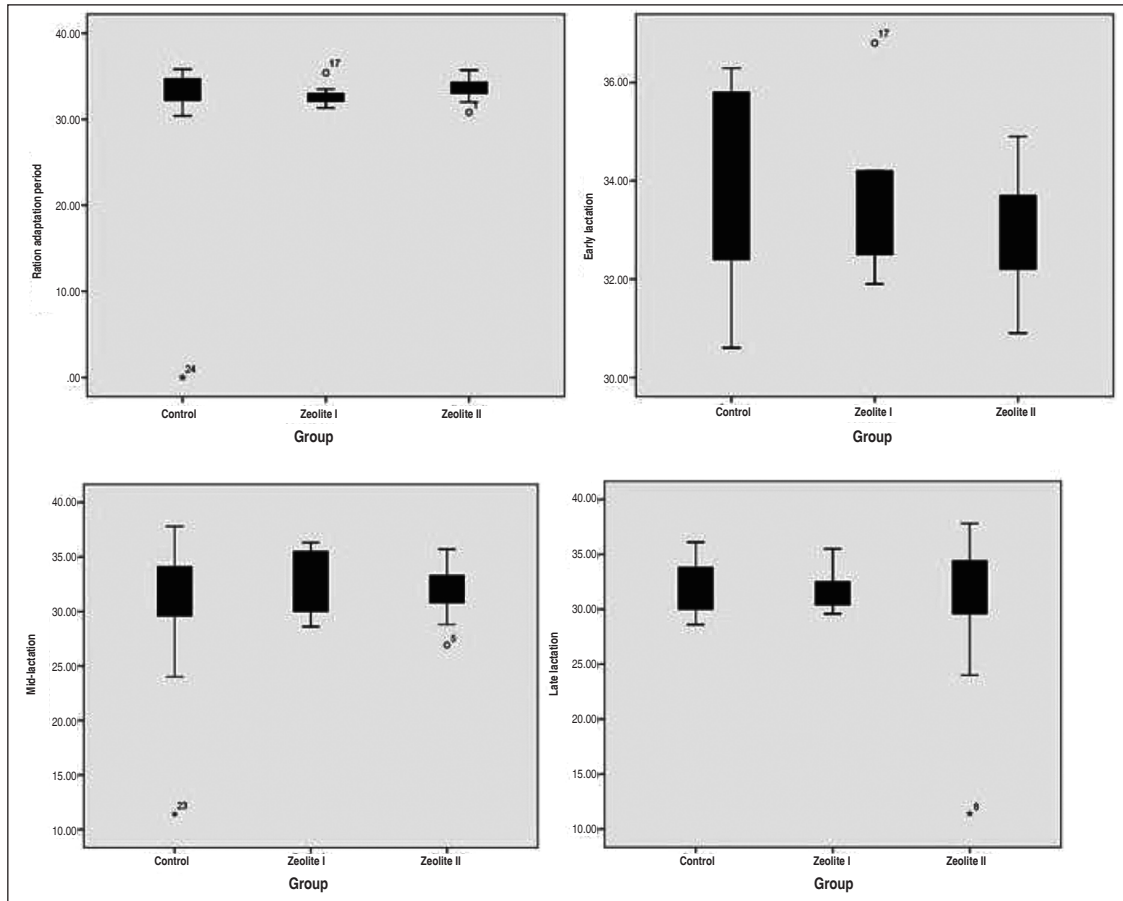 Ration adaptation period
40.00
30.00
20.00
10.00
.00
17
24
Control
Zeolite I
Zeolite II
Group
Early lactation
36.00
34.00
32.00
30.00
17
Control
Zeolite I
Zeolite II
Group
Mid-lactation
40.00
35.00
30.00
25.00
20.00
15.00
10.00
5
23
Control
Zeolite I
Zeolite II
Group
Late lactation
40.00
35.00
30.00
25.00
20.00
15.00
10.00
Control
Zeolite I
Zeolite II
Group